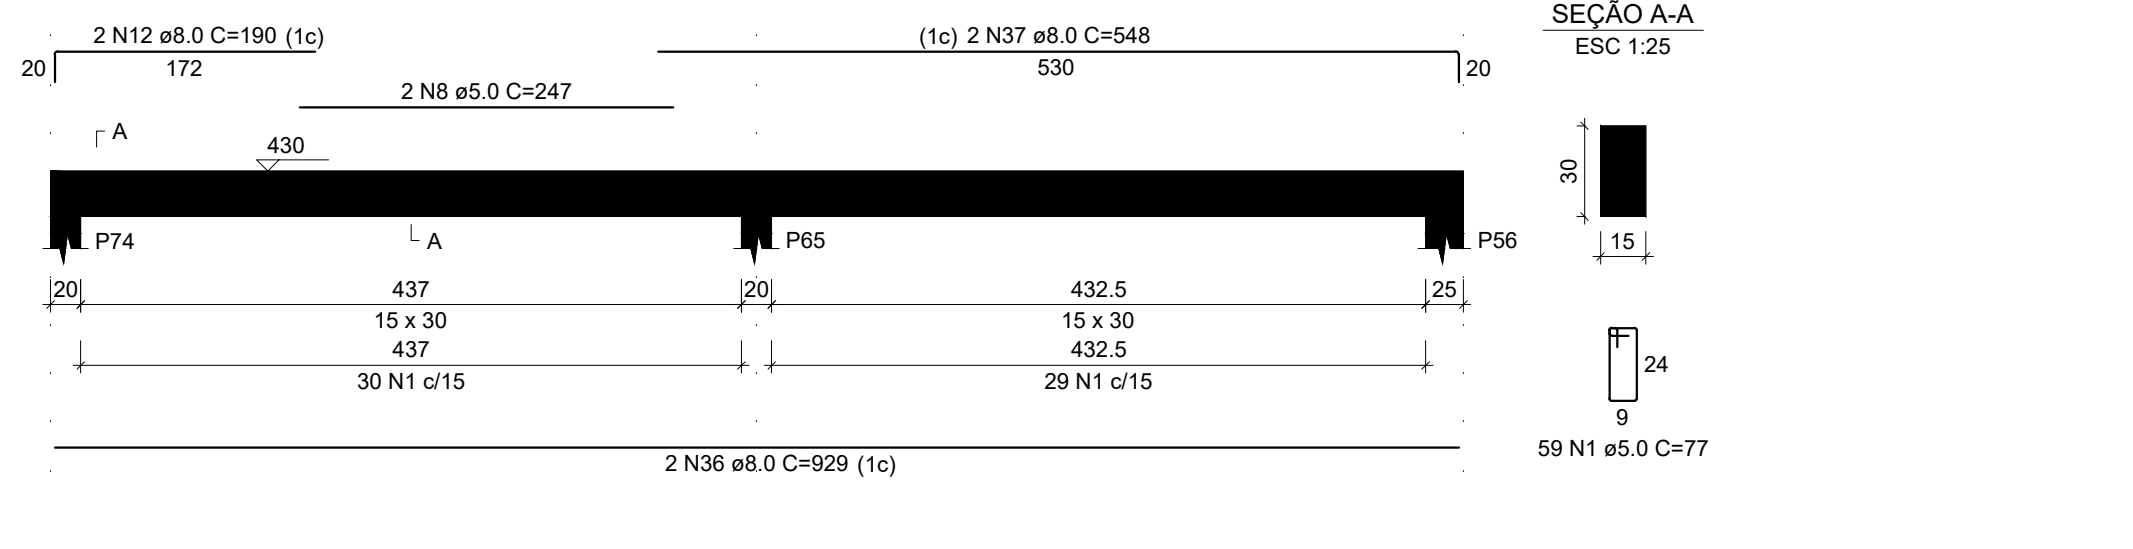 SEÇÃO A-A
ESC 1:25
2 N12 ø8.0 C=190 (1c)
20
172
(1c) 2 N37 ø8.0 C=548
530
20
2 N8 ø5.0 C=247
A
430
30
P74
A
P65
P56
15
20
437
20
432.5
25
15 x 30
15 x 30
437
432.5
30 N1 c/15
29 N1 c/15
24
9
59 N1 ø5.0 C=77
2 N36 ø8.0 C=929 (1c)